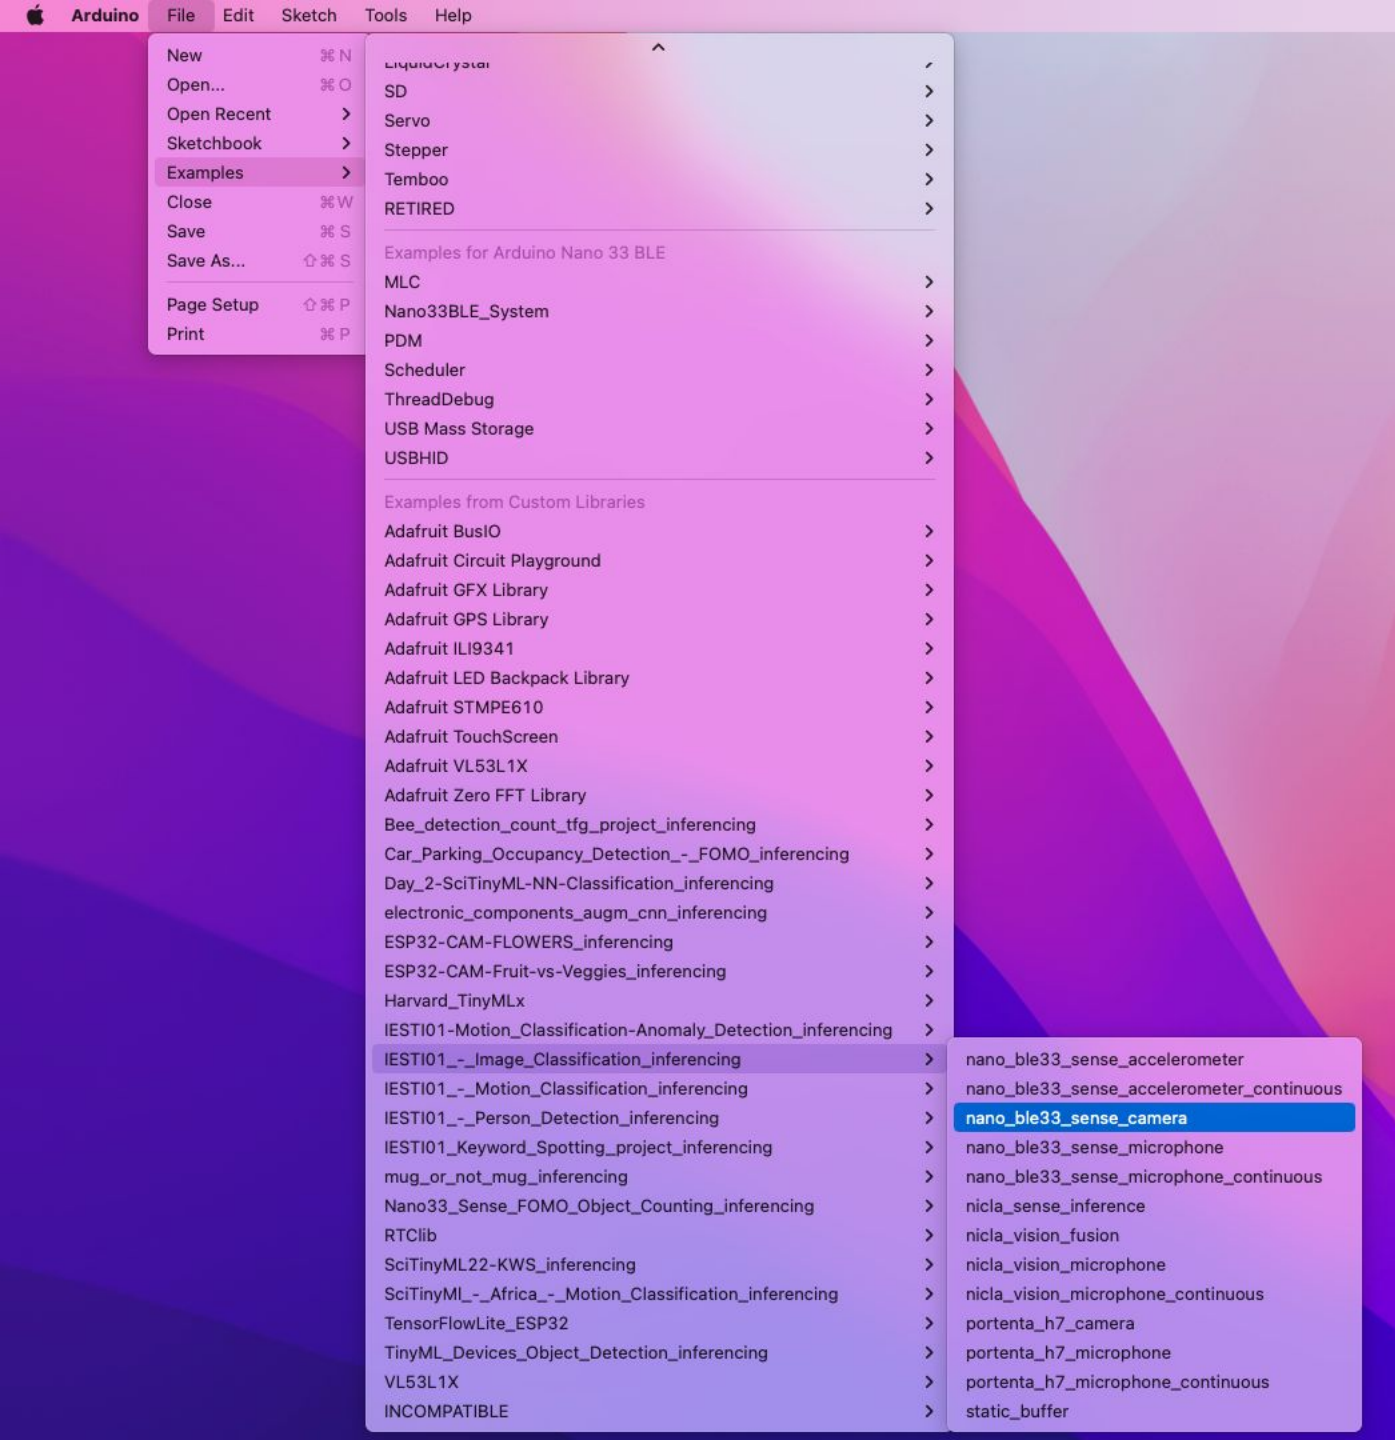 Arduino File Edit Sketch Tools Help
New ⌘ N
Open... ⌘ O
Open Recent
Sketchbook
Examples
Close ⌘ W
Save ⌘ S
Save As... ⇧ ⌘ S
Page Setup ⇧ ⌘ P
Print ⌘ P
LiquidCrystal
SD
Servo
Stepper
Temboo
RETIRED
Examples for Arduino Nano 33 BLE
MLC
Nano33BLE_System
PDM
Scheduler
ThreadDebug
USB Mass Storage
USBHID
Examples from Custom Libraries
Adafruit BusIO
Adafruit Circuit Playground
Adafruit GFX Library
Adafruit GPS Library
Adafruit ILI9341
Adafruit LED Backpack Library
Adafruit STMPE610
Adafruit TouchScreen
Adafruit VL53L1X
Adafruit Zero FFT Library
Bee_detection_count_tfg_project_inferencing
Car_Parking_Occupancy_Detection_-_FOMO_inferencing
Day_2-SciTinyML-NN-Classification_inferencing
electronic_components_augm_cnn_inferencing
ESP32-CAM-FLOWERS_inferencing
ESP32-CAM-Fruit-vs-Veggies_inferencing
Harvard_TinyMLx
IESTI01-Motion_Classification-Anomaly_Detection_inferencing
IESTI01_-_Image_Classification_inferencing
IESTI01_-_Motion_Classification_inferencing
IESTI01_-_Person_Detection_inferencing
IESTI01_Keyword_Spotting_project_inferencing
mug_or_not_mug_inferencing
Nano33_Sense_FOMO_Object_Counting_inferencing
RTClib
SciTinyML22-KWS_inferencing
SciTinyMl_-_Africa_-_Motion_Classification_inferencing
TensorFlowLite_ESP32
TinyML_Devices_Object_Detection_inferencing
VL53L1X
INCOMPATIBLE
nano_ble33_sense_accelerometer
nano_ble33_sense_accelerometer_continuous
nano_ble33_sense_camera
nano_ble33_sense_microphone
nano_ble33_sense_microphone_continuous
nicla_sense_inference
nicla_vision_fusion
nicla_vision_microphone
nicla_vision_microphone_continuous
portenta_h7_camera
portenta_h7_microphone
portenta_h7_microphone_continuous
static_buffer